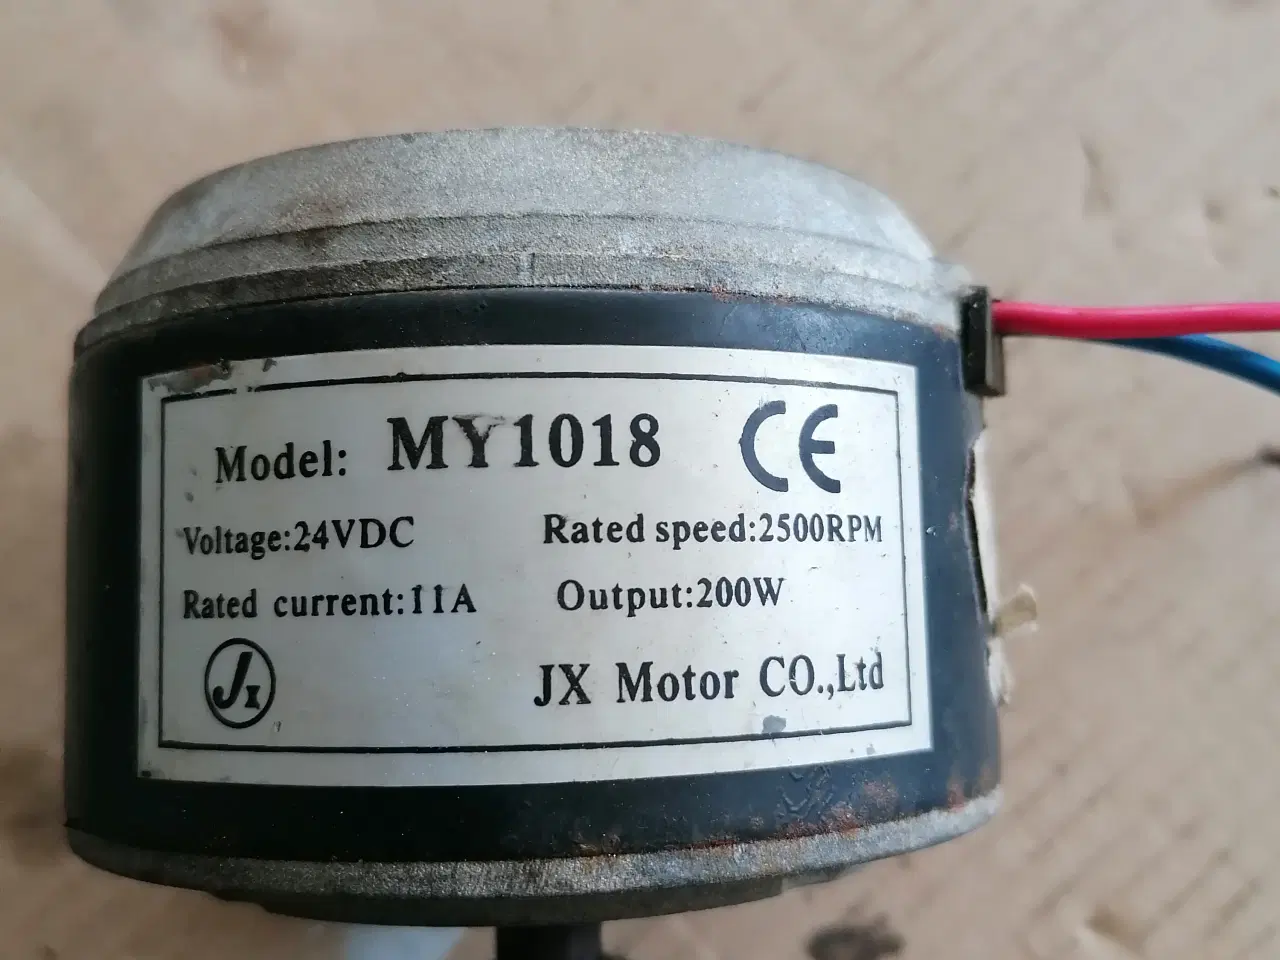 Model: MY1018 CE
Voltage:24VDC Rated speed:2500RPM
Rated current:11A Output:200W
JX JX Motor CO.,Ltd